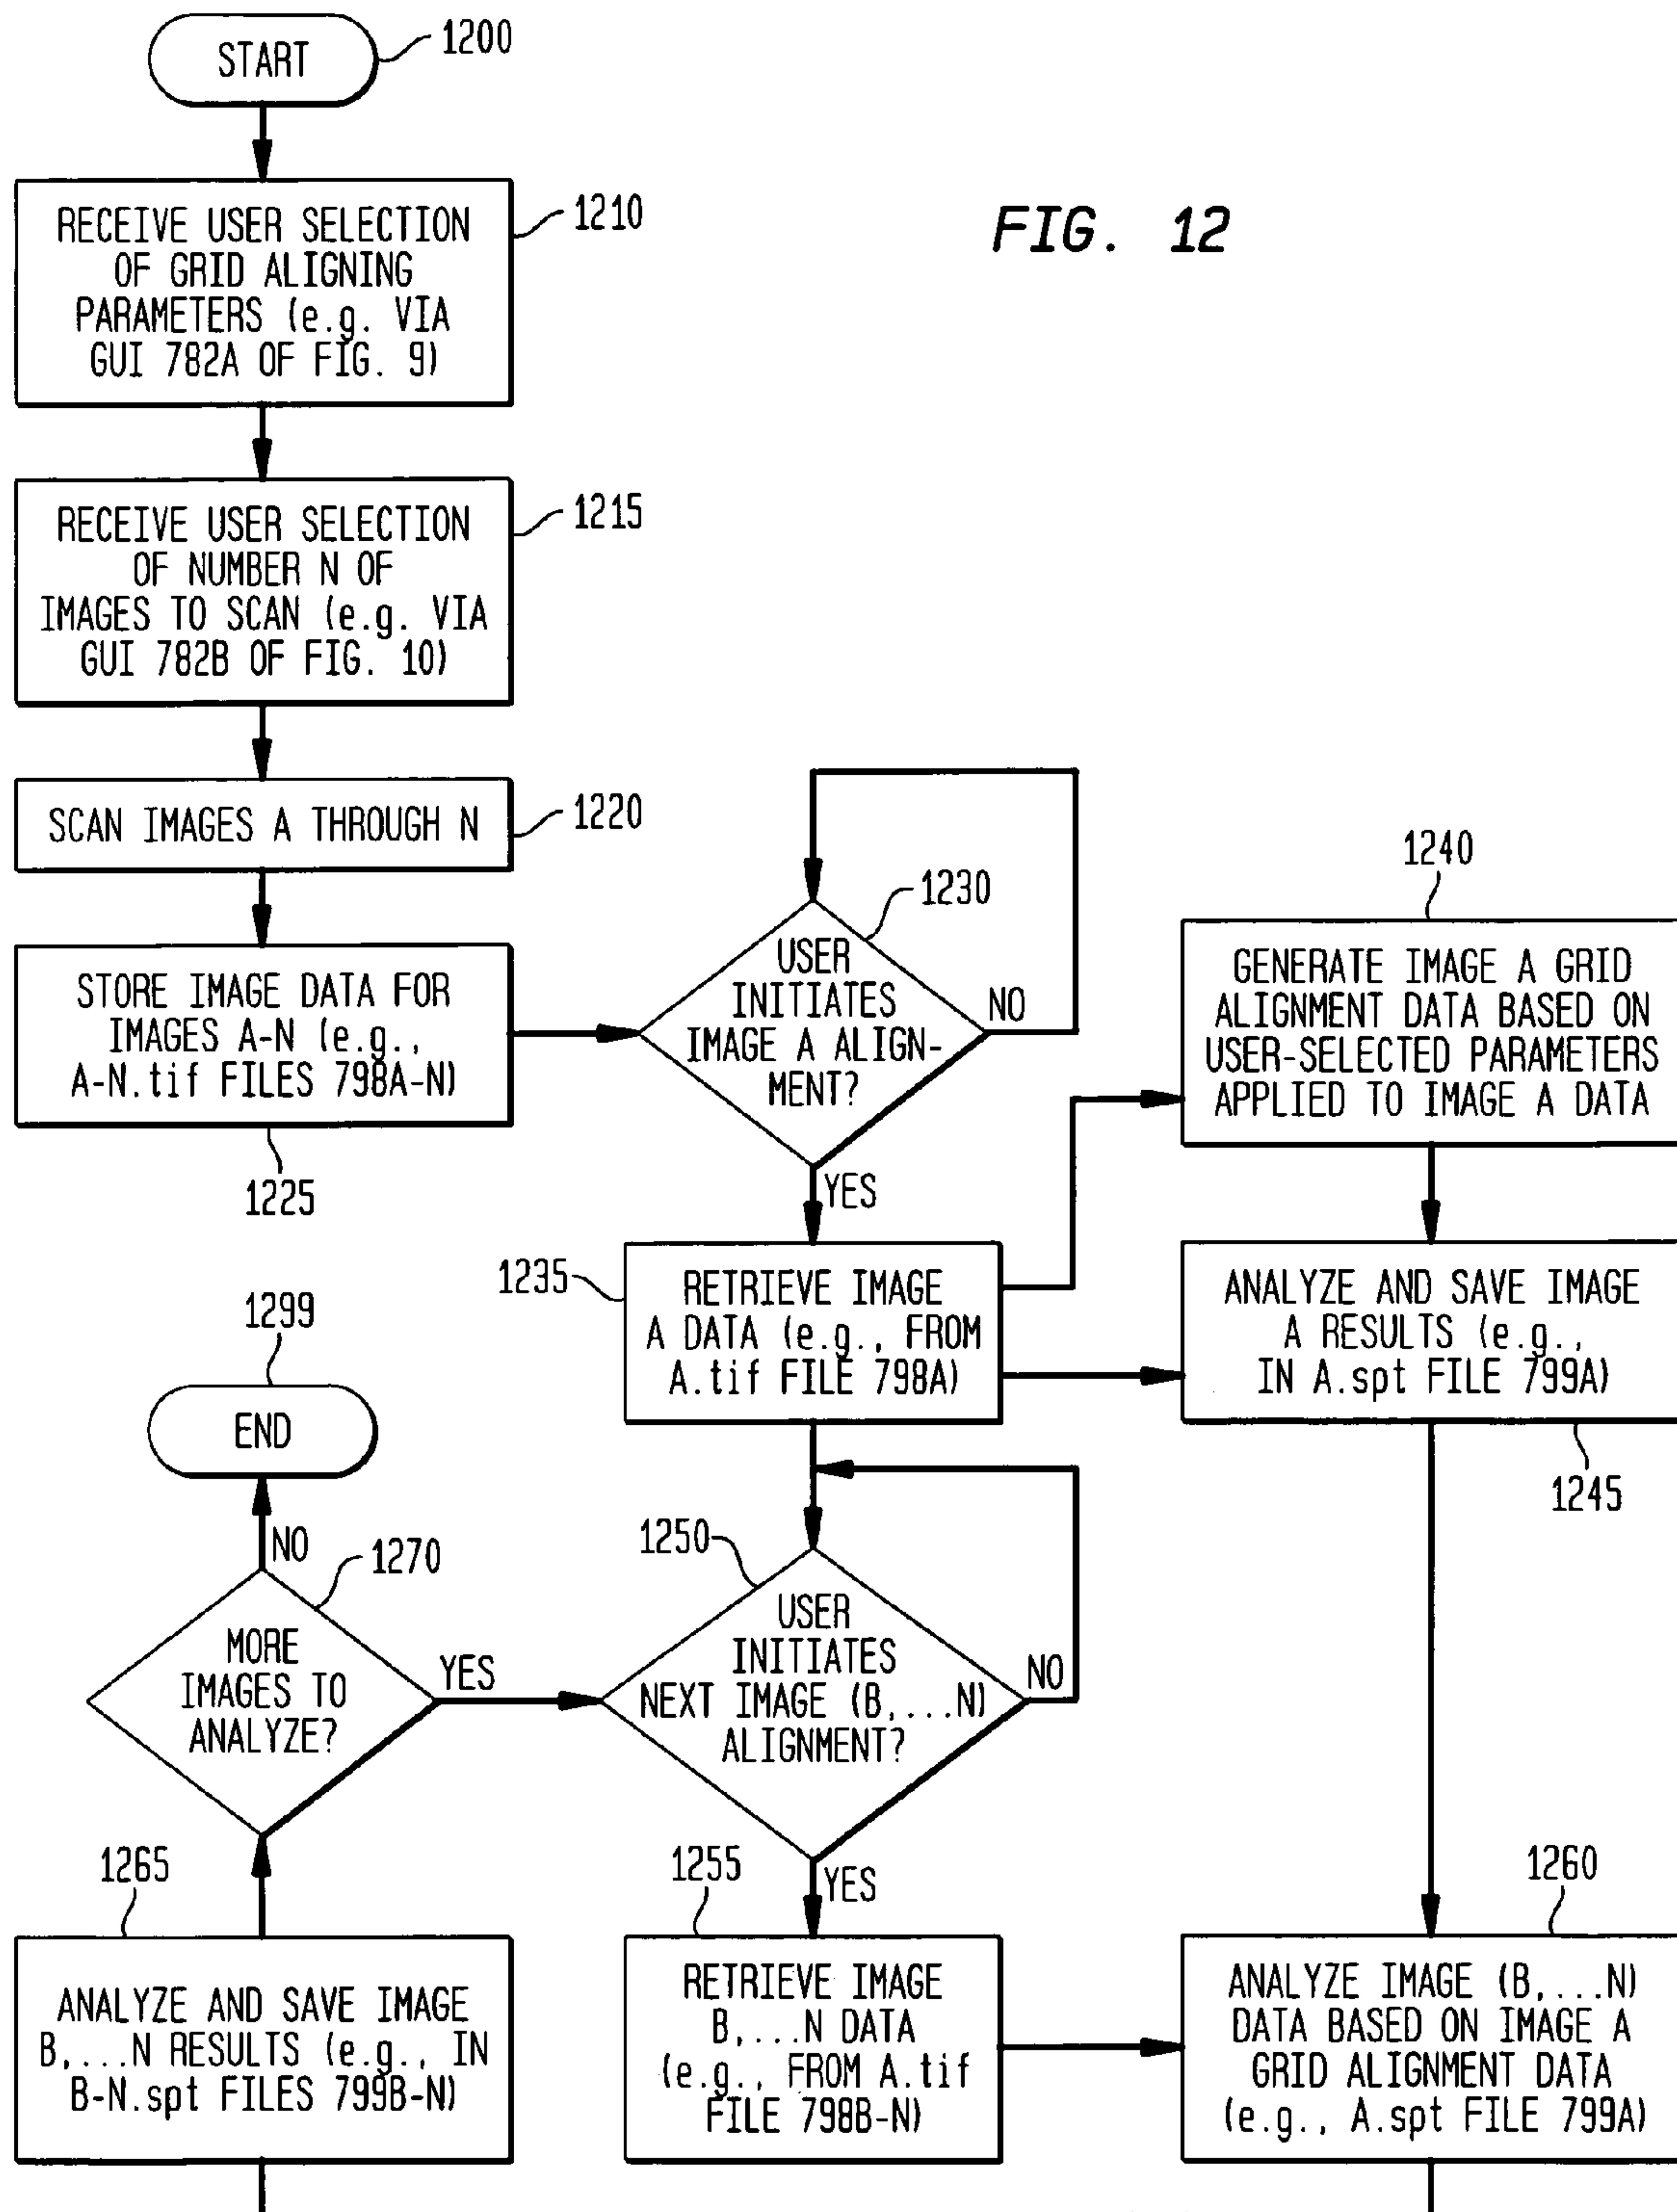 START
1200
FIG. 12
RECEIVE USER SELECTION
OF GRID ALIGNING
PARAMETERS (e.g. VIA
GUI 782A OF FIG. 9)
1210
RECEIVE USER SELECTION
OF NUMBER N OF
IMAGES TO SCAN (e.g. VIA
GUI 782B OF FIG. 10)
1215
SCAN IMAGES A THROUGH N
1220
STORE IMAGE DATA FOR
IMAGES A-N (e.g.,
A-N.tif FILES 798A-N)
1225
1230
USER
INITIATES
IMAGE A ALIGN-
MENT?
NO
YES
1235
RETRIEVE IMAGE
A DATA (e.g., FROM
A.tif FILE 798A)
1240
GENERATE IMAGE A GRID
ALIGNMENT DATA BASED ON
USER-SELECTED PARAMETERS
APPLIED TO IMAGE A DATA
ANALYZE AND SAVE IMAGE
A RESULTS (e.g.,
IN A.spt FILE 799A)
1245
1250
USER
INITIATES
NEXT IMAGE (B,...N)
ALIGNMENT?
NO
YES
1255
RETRIEVE IMAGE
B,...N DATA
(e.g., FROM A.tif
FILE 798B-N)
1260
ANALYZE IMAGE (B,...N)
DATA BASED ON IMAGE A
GRID ALIGNMENT DATA
(e.g., A.spt FILE 799A)
1265
ANALYZE AND SAVE IMAGE
B,...N RESULTS (e.g., IN
B-N.spt FILES 799B-N)
1270
MORE
IMAGES TO
ANALYZE?
YES
NO
1299
END